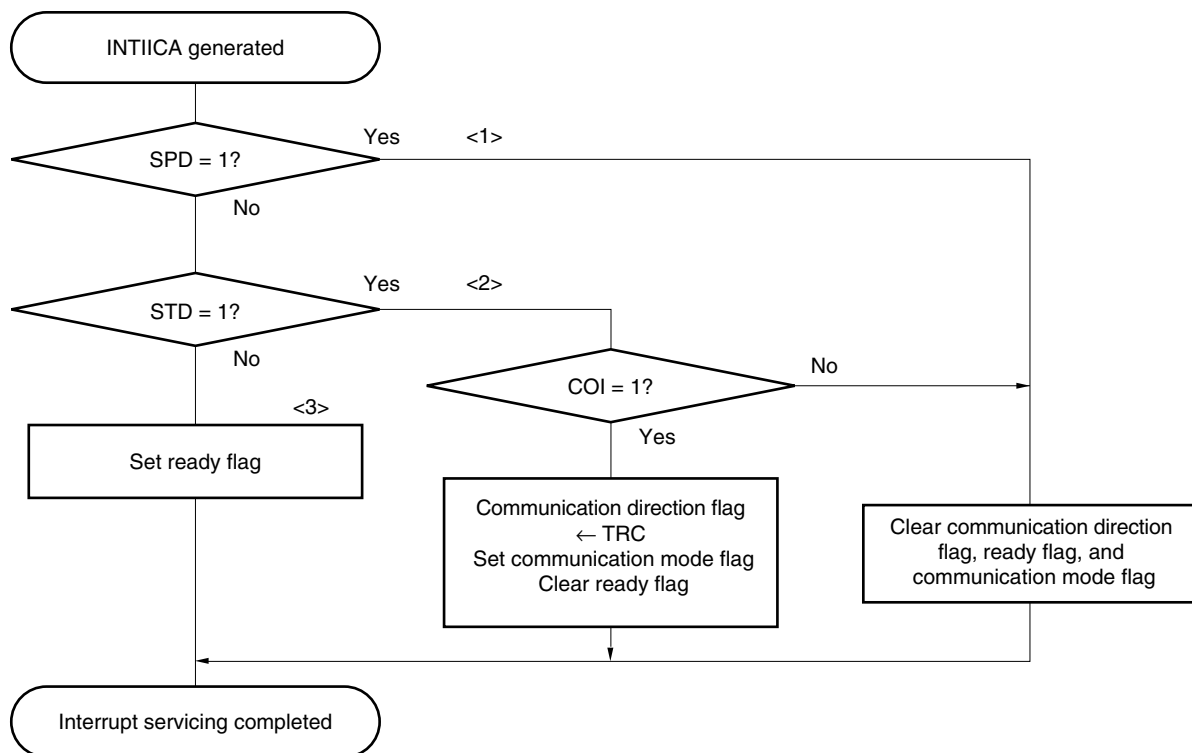 INTIICA generated
Yes
<1>
SPD = 1?
No
Yes
<2>
STD = 1?
No
COI = 1?
No
Yes
<3>
Set ready flag
Communication direction flag
← TRC
Set communication mode flag
Clear ready flag
Clear communication direction
flag, ready flag, and
communication mode flag
Interrupt servicing completed